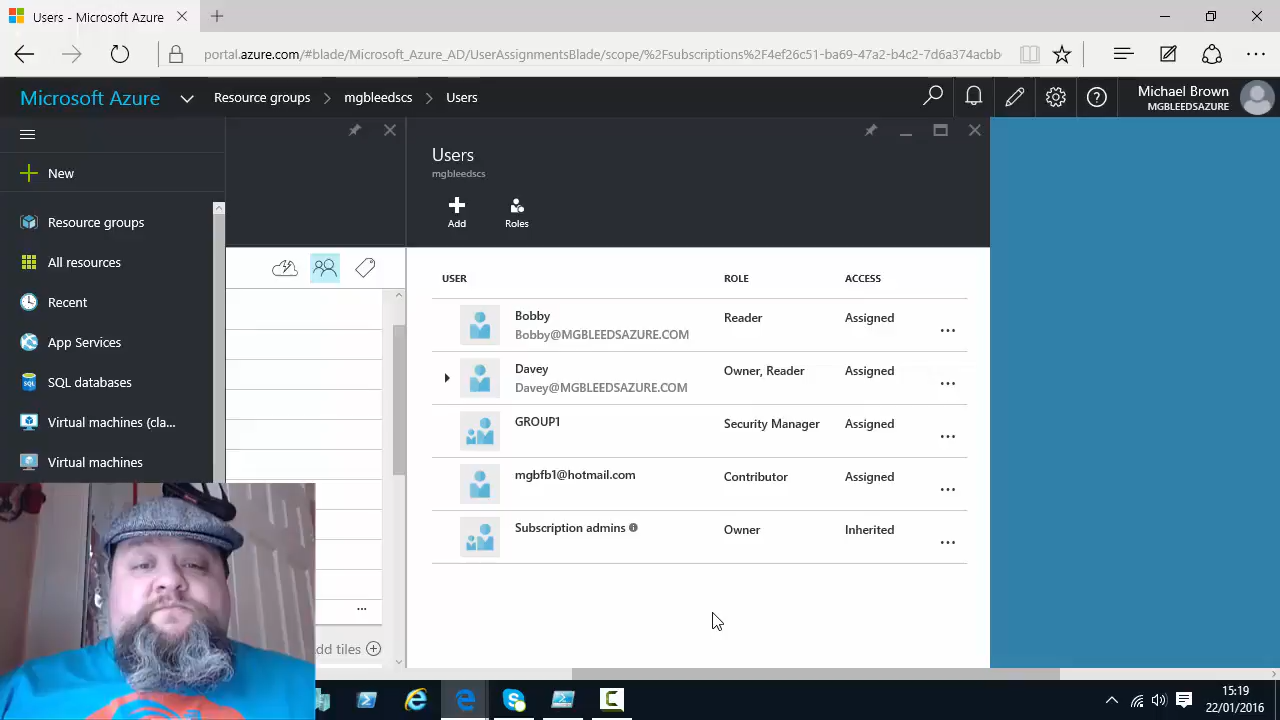 Users - Microsoft Azure
portal.azure.com/#blade/Microsoft_Azure_AD/UserAssignmentsBlade/scope/%2Fsubscriptions%2F4ef26c51-ba69-47a2-b4c2-7d6a374acbb
Microsoft Azure
Resource groups
mgbleedscs
Users
Michael Brown
MGBLEEDSAZURE
New
Resource groups
All resources
Recent
App Services
SQL databases
Virtual machines (cla...
Virtual machines
Users
mgbleedscs
Add
Roles
USER ROLE ACCESS
Bobby
Bobby@MGBLEEDSAZURE.COM
Reader Assigned ...
Davey
Davey@MGBLEEDSAZURE.COM
Owner, Reader Assigned ...
GROUP1 Security Manager Assigned ...
mgbfb1@hotmail.com Contributor Assigned ...
Subscription admins Owner Inherited ...
...
dd tiles
15:19
22/01/2016